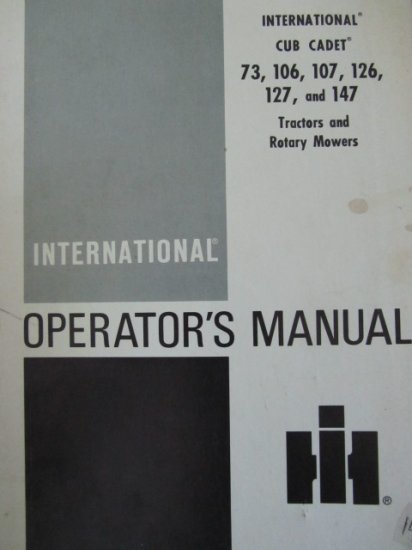 INTERNATIONAL®
CUB CADET®
73, 106, 107, 126,
127, and 147
Tractors and
Rotary Mowers
INTERNATIONAL®
OPERATOR'S MANUAL
IH ®